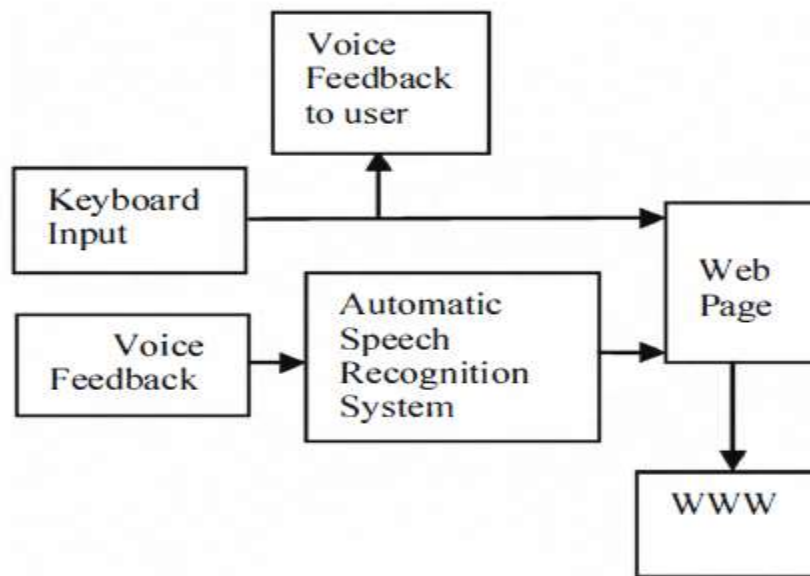 Voice
Feedback
to user
Keyboard
Input
Web
Page
Voice
Feedback
Automatic
Speech
Recognition
System
WWW